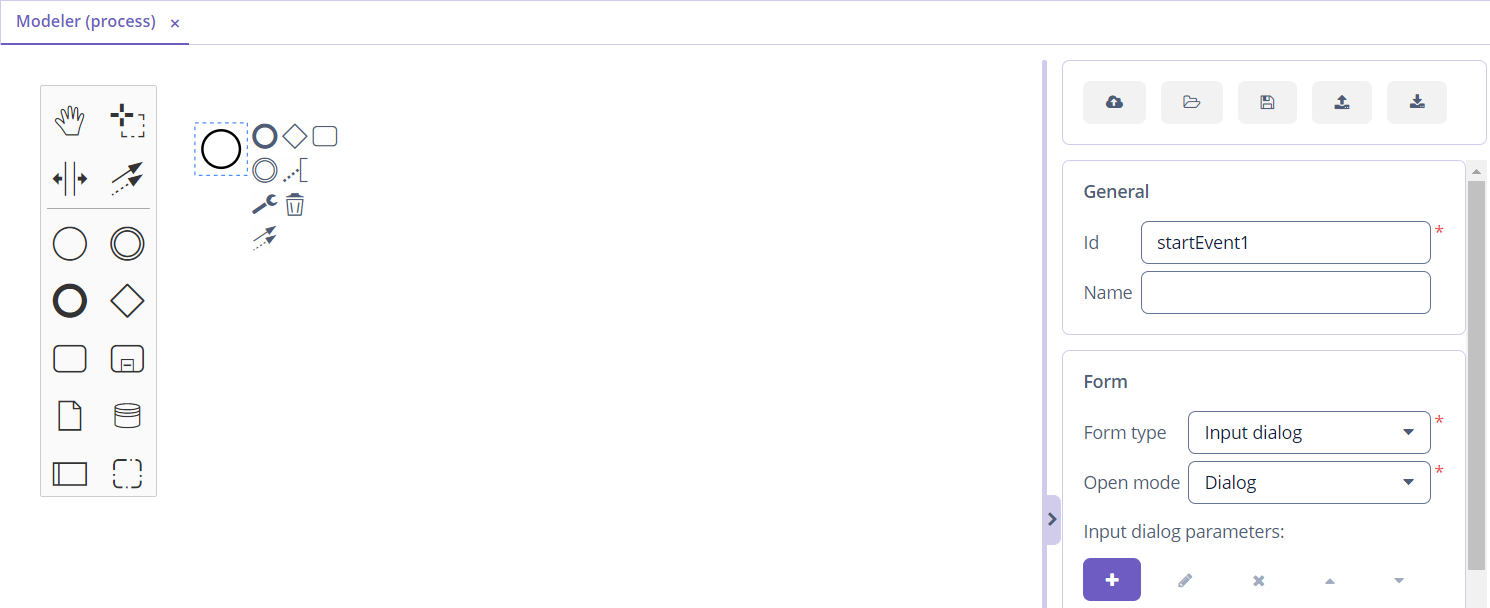 Modeler (process) ×
General
Id startEvent1 *
Name
Form
Form type Input dialog *
Open mode Dialog *
Input dialog parameters: